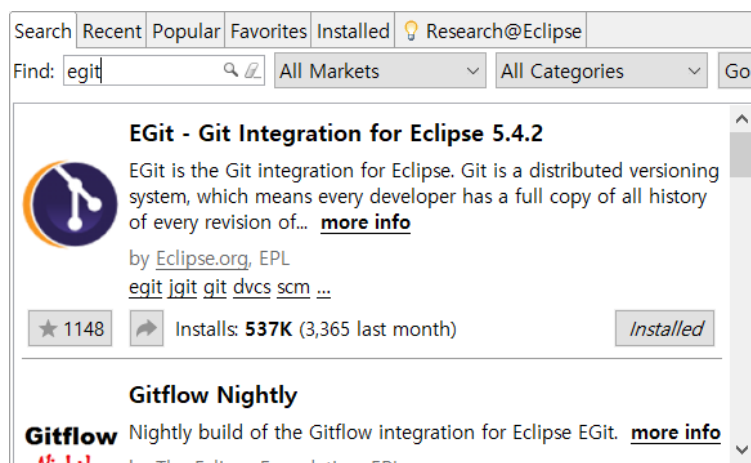 Search Recent Popular Favorites Installed Research@Eclipse
Find: egit All Markets All Categories Go
EGit - Git Integration for Eclipse 5.4.2
EGit is the Git integration for Eclipse. Git is a distributed versioning
system, which means every developer has a full copy of all history
of every revision of... more info
by Eclipse.org, EPL
egit jgit git dvcs scm ...
1148 Installs: 537K (3,365 last month) Installed
Gitflow Nightly
Gitflow Nightly build of the Gitflow integration for Eclipse EGit. more info